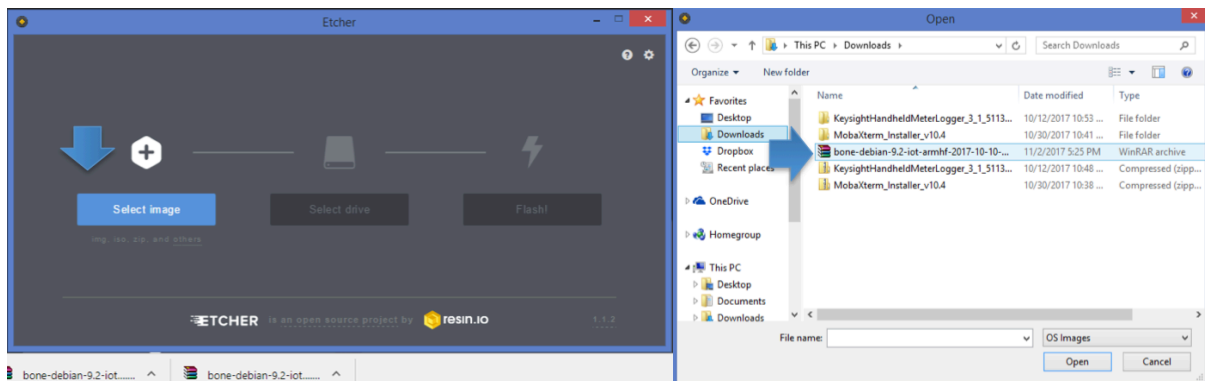 Etcher
Select image
Select drive
Flash!
img, iso, zip, and others
ETCHER is an open source project by resin.io
1.1.2
bone-debian-9.2-iot.......
bone-debian-9.2-iot.......
Open
This PC
Downloads
Search Downloads
Organize
New folder
Favorites
Desktop
Downloads
Dropbox
Recent places
OneDrive
Homegroup
This PC
Desktop
Documents
Downloads
Name Date modified Type
KeysightHandheldMeterLogger_3_1_5113... 10/12/2017 10:53 ... File folder
MobaXterm_Installer_v10.4 10/30/2017 10:41 ... File folder
bone-debian-9.2-iot-armhf-2017-10-10-... 11/2/2017 5:25 PM WinRAR archive
KeysightHandheldMeterLogger_3_1_5113... 10/12/2017 10:48 ... Compressed (zipp...
MobaXterm_Installer_v10.4 10/30/2017 10:38 ... Compressed (zipp...
File name:
OS Images
Open
Cancel